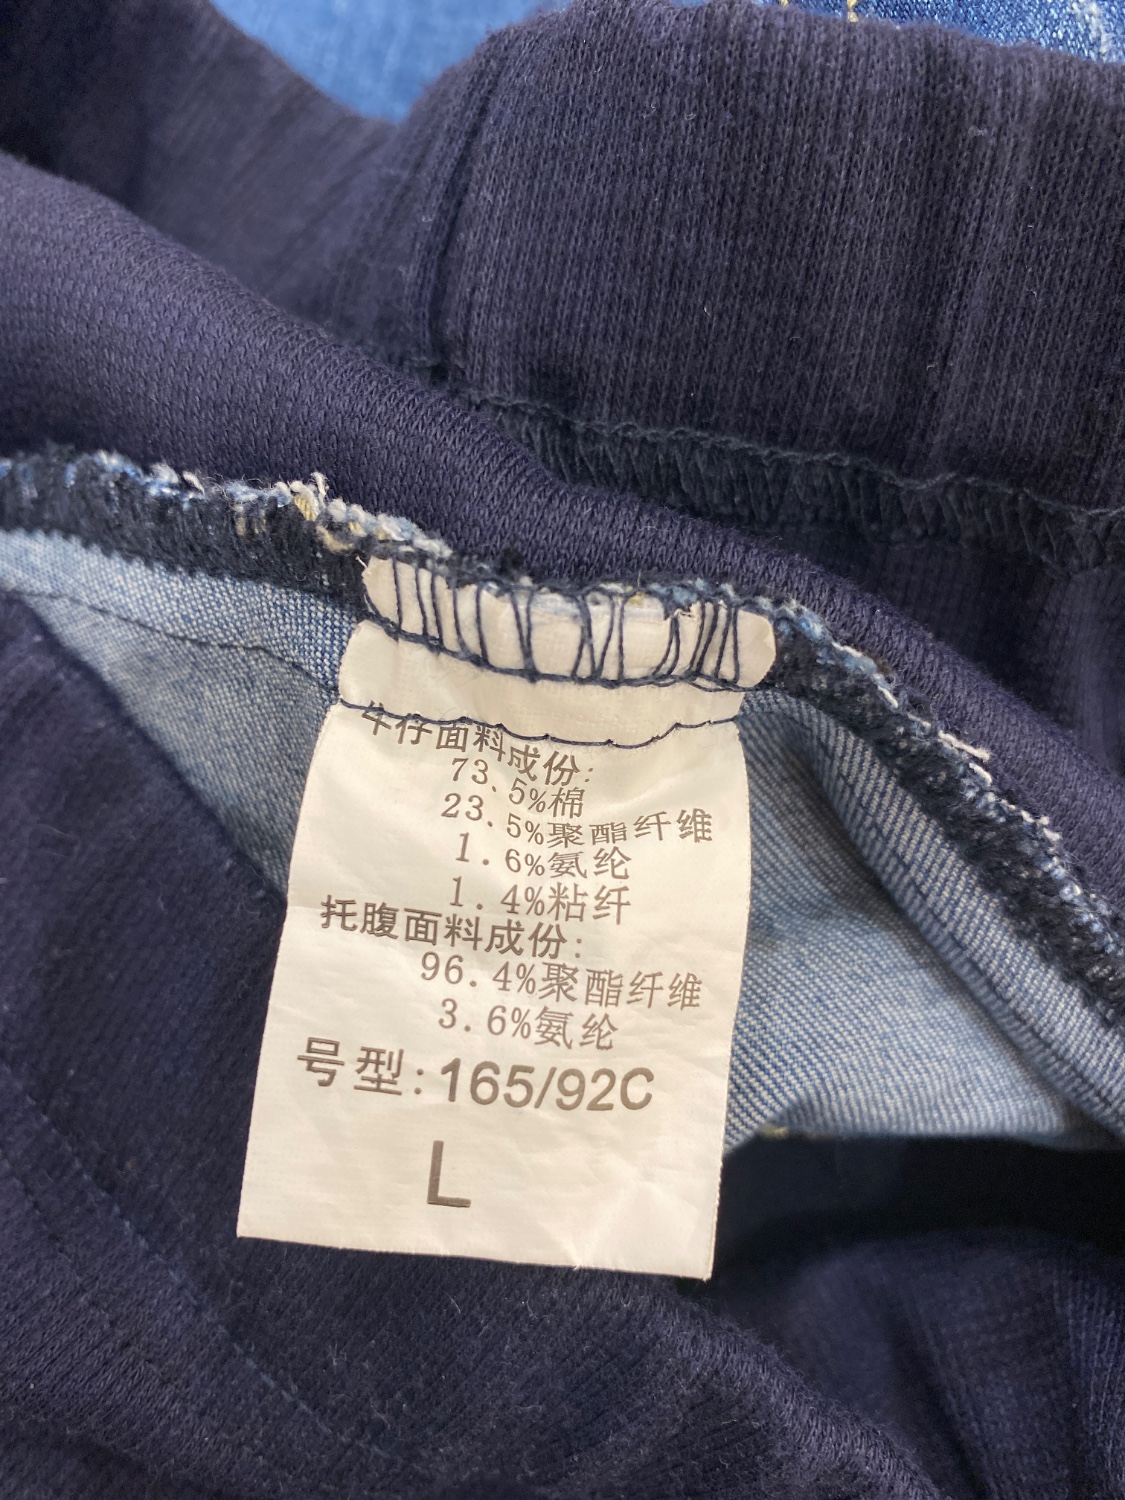 牛仔面料成份:
73.5%棉
23.5%聚酯纤维
1.6%氨纶
1.4%粘纤
托腹面料成份:
96.4%聚酯纤维
3.6%氨纶
号型:165/92C
L